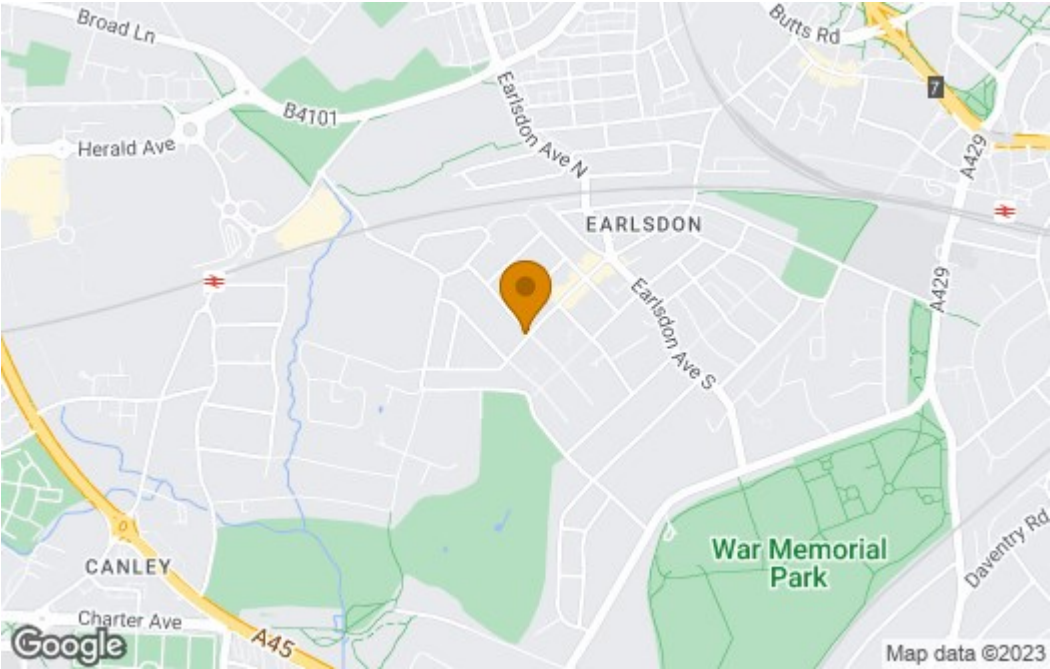 Broad Ln
Butts Rd
7
B4101
Herald Ave
Earlsdon Ave N
A429
EARLSDON
A429
Earlsdon Ave S
War Memorial
Park
Daventry Rd
CANLEY
Charter Ave
A45
Google
Map data ©2023